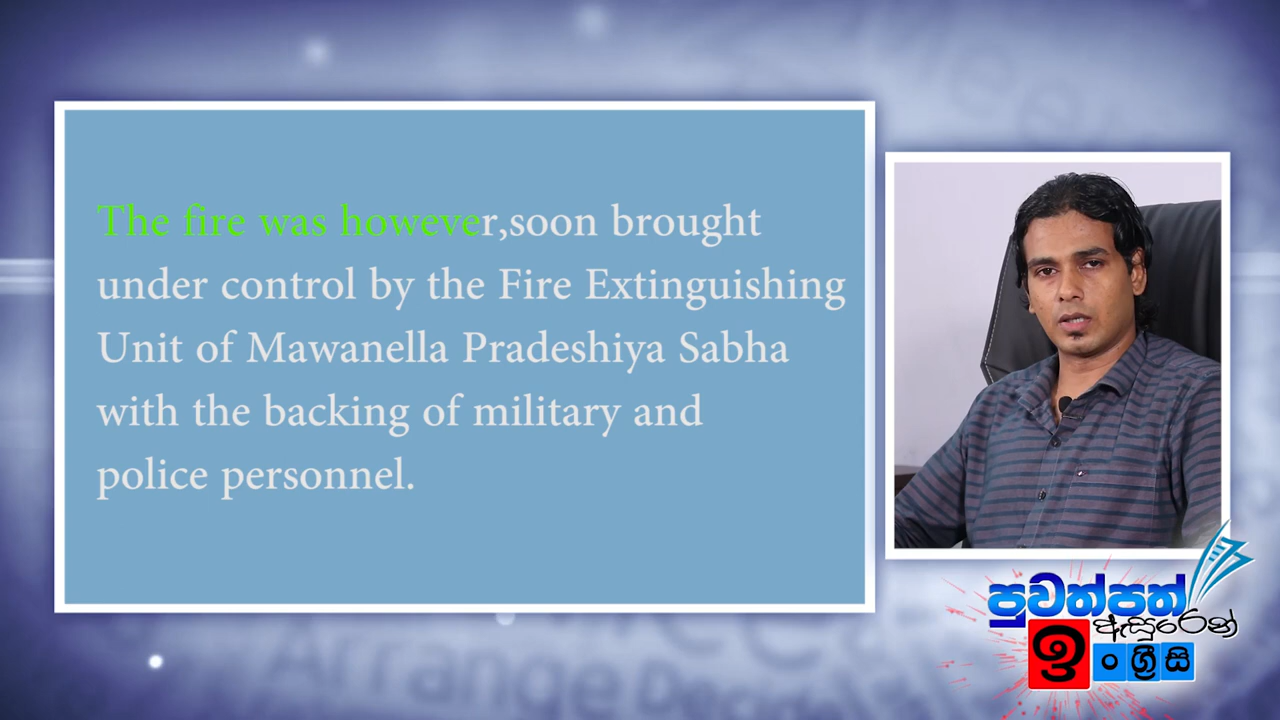 The fire was however,soon brought
under control by the Fire Extinguishing
Unit of Mawanella Pradeshiya Sabha
with the backing of military and
police personnel.
පුවත්පත්
ඇසුරෙන්
ඉංග්‍රීසි